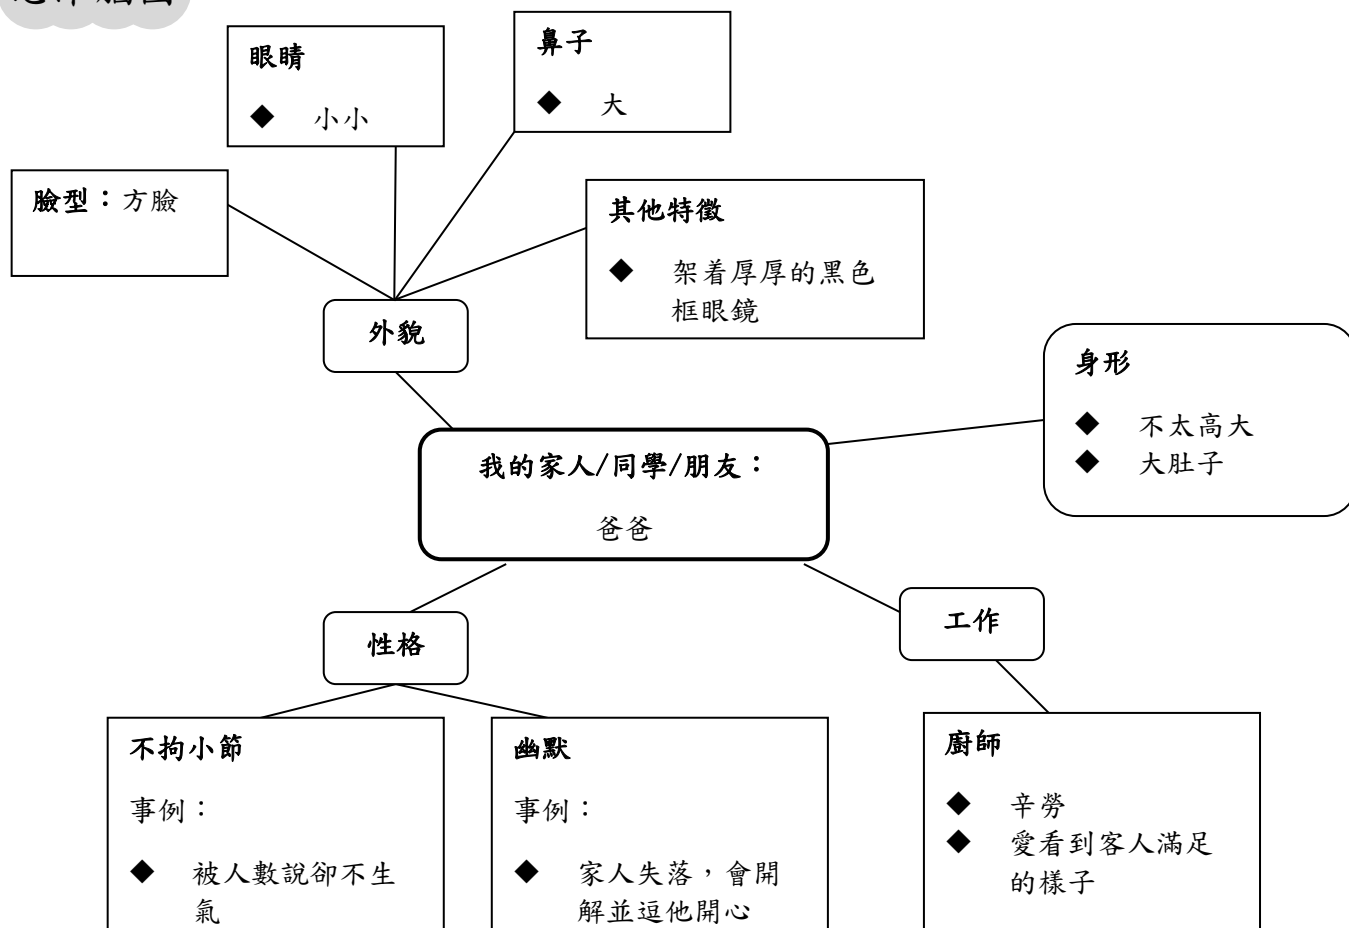 眼睛
◆ 小小
鼻子
◆ 大
臉型：方臉
其他特徵
◆ 架着厚厚的黑色
框眼鏡
外貌
身形
◆ 不太高大
◆ 大肚子
我的家人/同學/朋友：
爸爸
性格
工作
不拘小節
事例：
◆ 被人數說卻不生
氣
幽默
事例：
◆ 家人失落，會開
解並逗他開心
廚師
◆ 辛勞
◆ 愛看到客人滿足
的樣子